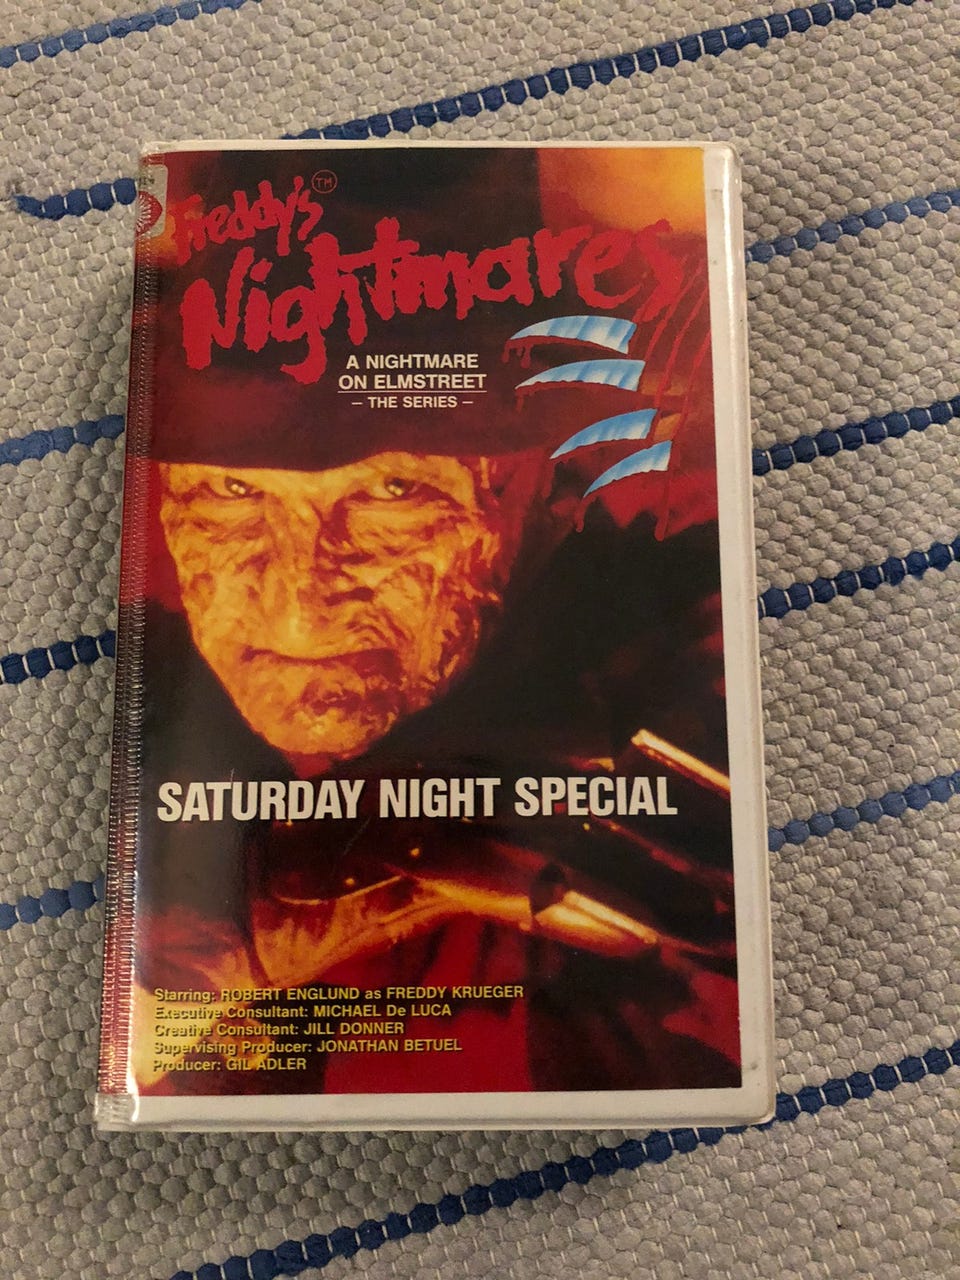 Freddy's TM
Nightmares
A NIGHTMARE
ON ELMSTREET
– THE SERIES –
SATURDAY NIGHT SPECIAL
Starring: ROBERT ENGLUND as FREDDY KRUEGER
Executive Consultant: MICHAEL De LUCA
Creative Consultant: JILL DONNER
Supervising Producer: JONATHAN BETUEL
Producer: GIL ADLER